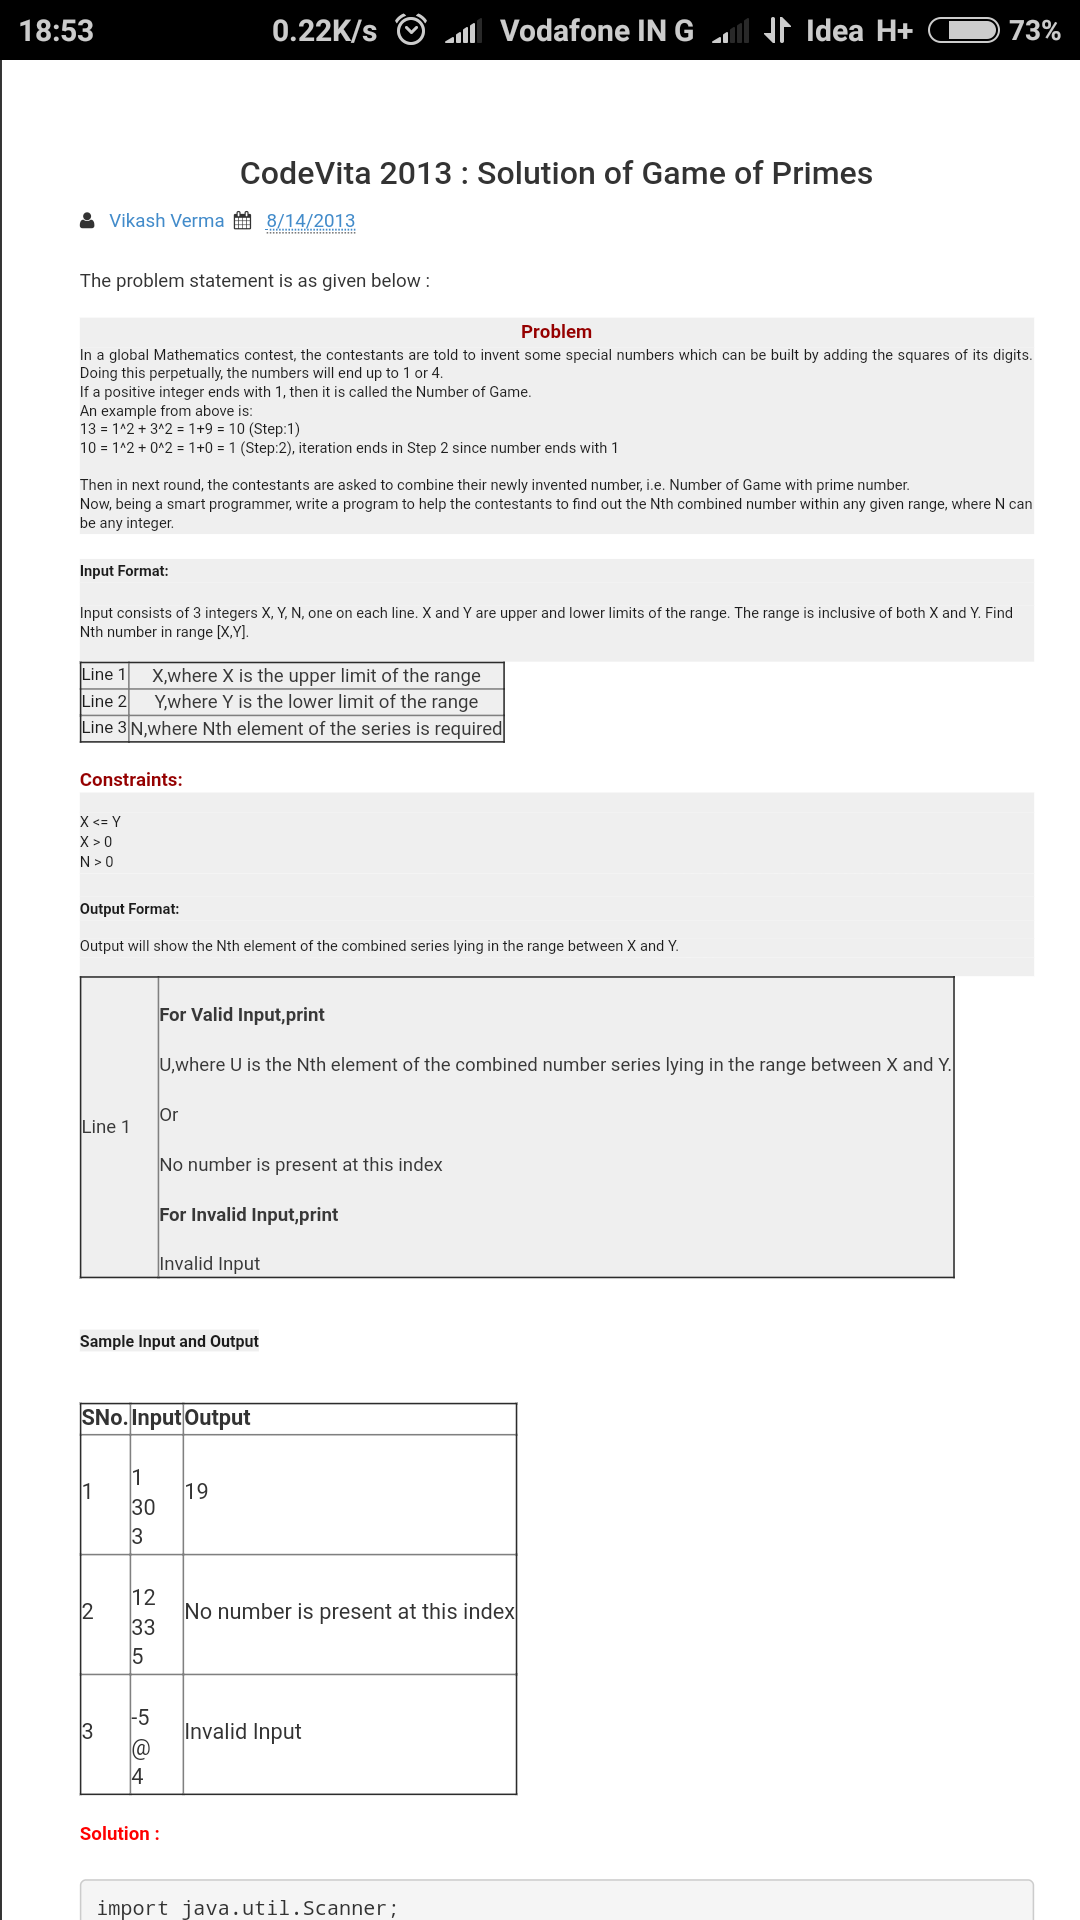 18:53 0.22K/s Vodafone IN G Idea H+ 73%
CodeVita 2013 : Solution of Game of Primes
Vikash Verma 8/14/2013
The problem statement is as given below :
Problem
In a global Mathematics contest, the contestants are told to invent some special numbers which can be built by adding the squares of its digits.
Doing this perpetually, the numbers will end up to 1 or 4.
If a positive integer ends with 1, then it is called the Number of Game.
An example from above is:
13 = 1^2 + 3^2 = 1+9 = 10 (Step:1)
10 = 1^2 + 0^2 = 1+0 = 1 (Step:2), iteration ends in Step 2 since number ends with 1
Then in next round, the contestants are asked to combine their newly invented number, i.e. Number of Game with prime number.
Now, being a smart programmer, write a program to help the contestants to find out the Nth combined number within any given range, where N can
be any integer.
Input Format:
Input consists of 3 integers X, Y, N, one on each line. X and Y are upper and lower limits of the range. The range is inclusive of both X and Y. Find
Nth number in range [X,Y].
Line 1 X,where X is the upper limit of the range
Line 2 Y,where Y is the lower limit of the range
Line 3 N,where Nth element of the series is required
Constraints:
X <= Y
X > 0
N > 0
Output Format:
Output will show the Nth element of the combined series lying in the range between X and Y.
For Valid Input,print
U,where U is the Nth element of the combined number series lying in the range between X and Y.
Or
Line 1
No number is present at this index
For Invalid Input,print
Invalid Input
Sample Input and Output
SNo. Input Output
1
1 19
30
3
12
2 No number is present at this index
33
5
-5
3 Invalid Input
@
4
Solution :
import java.util.Scanner;